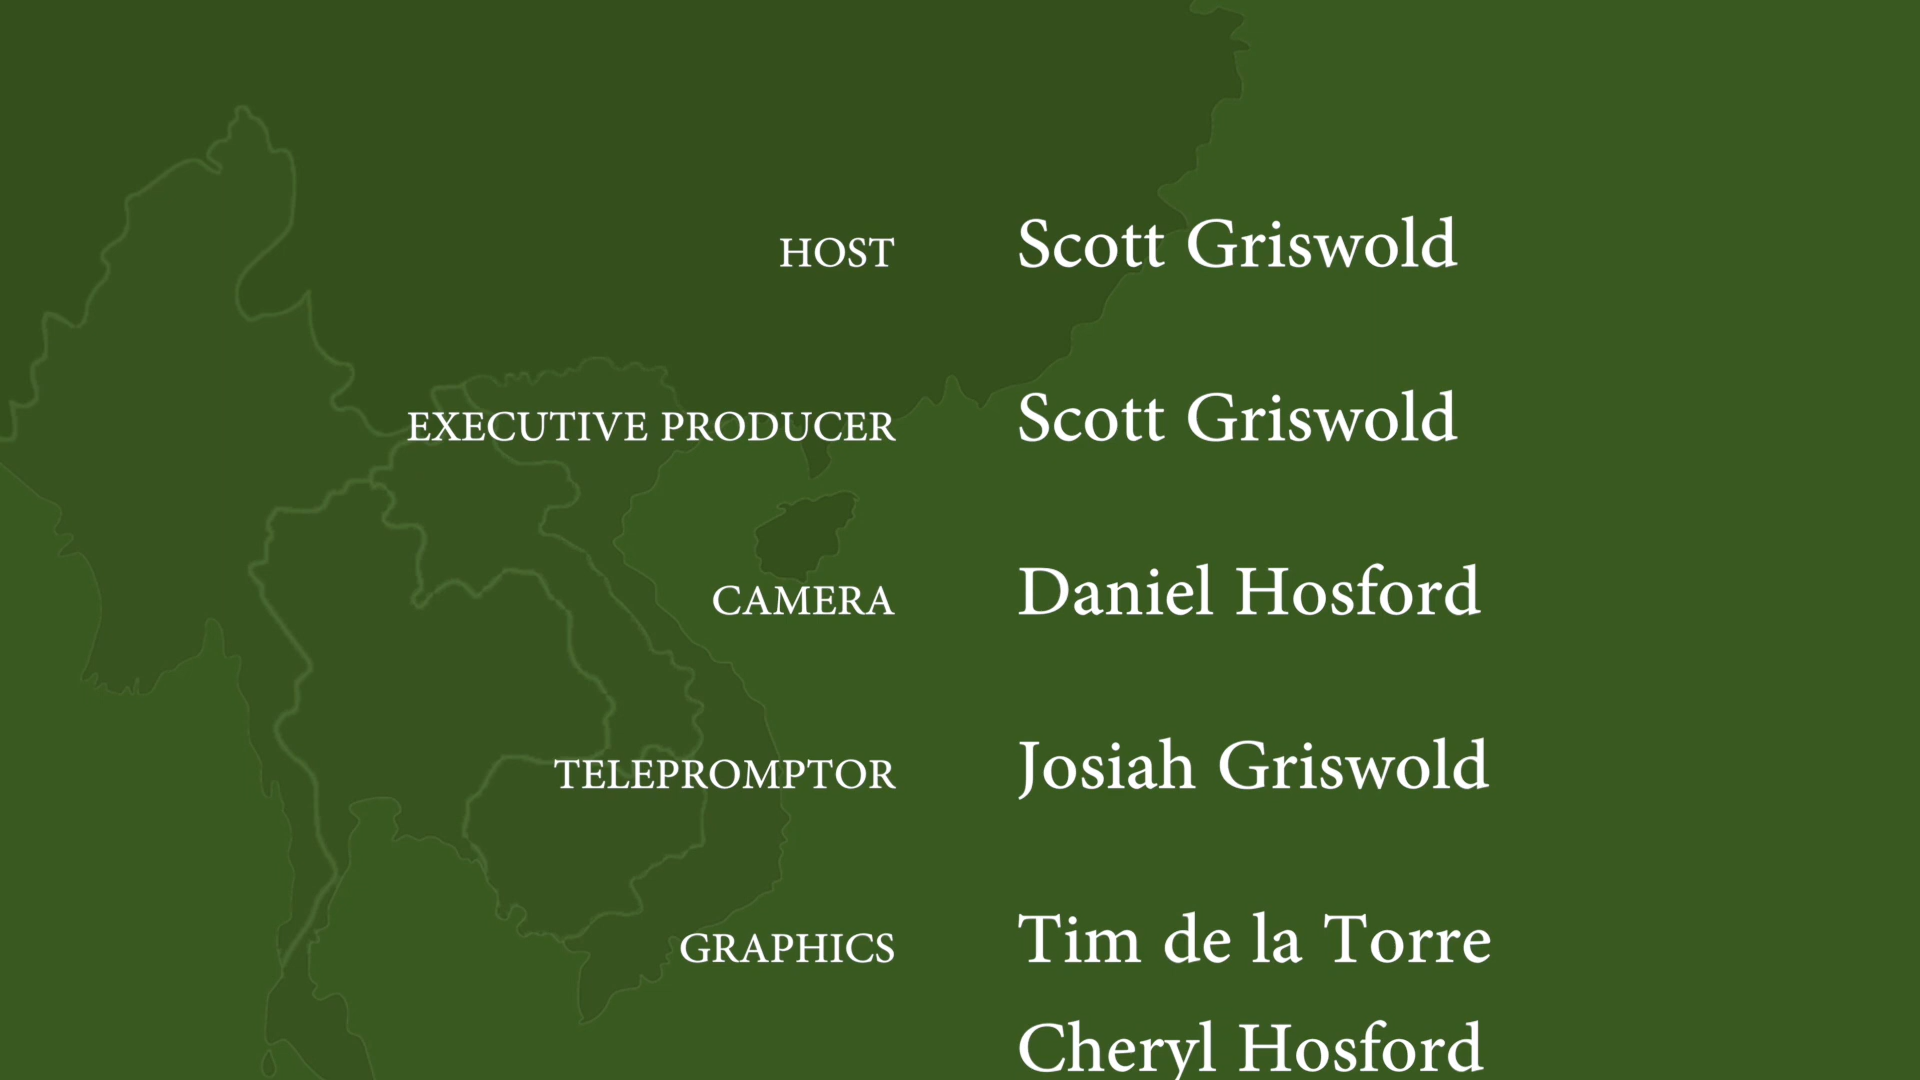 HOST Scott Griswold
EXECUTIVE PRODUCER Scott Griswold
CAMERA Daniel Hosford
TELEPROMPTOR Josiah Griswold
GRAPHICS Tim de la Torre
Cheryl Hosford